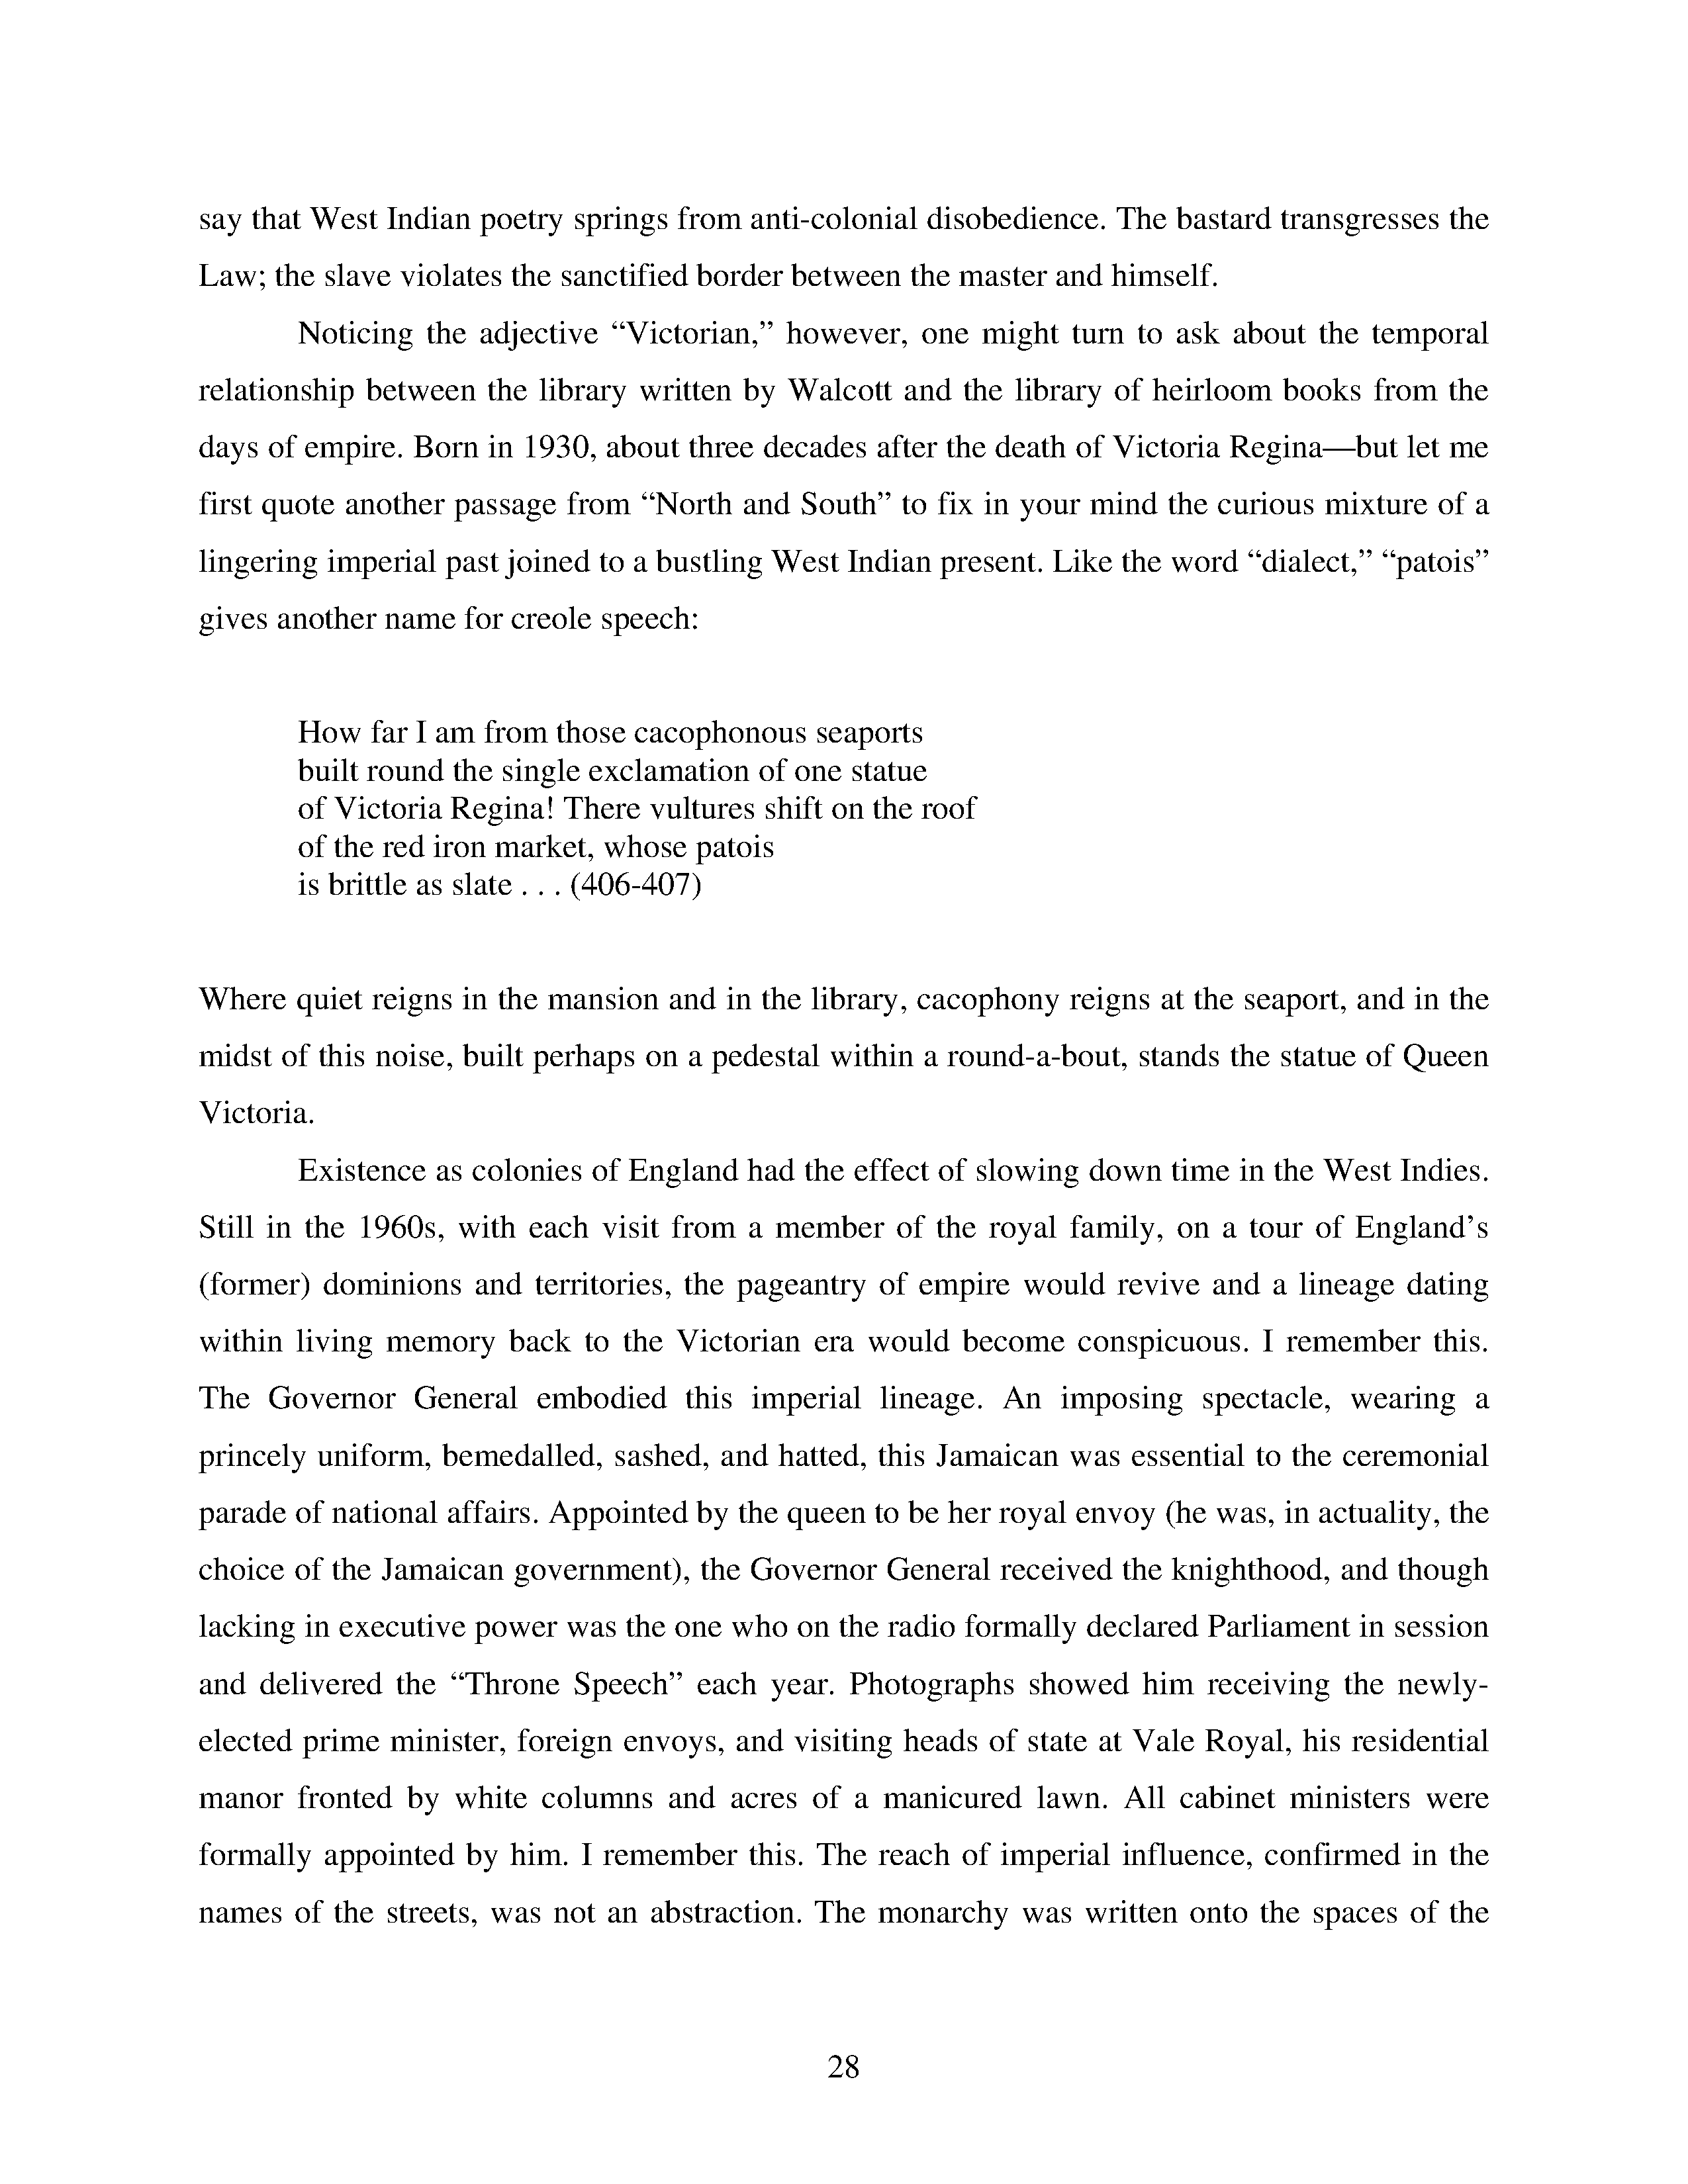 say that West Indian poetry springs from anti-colonial disobedience. The bastard transgresses the
Law; the slave violates the sanctified border between the master and himself.
Noticing the adjective “Victorian,” however, one might turn to ask about the temporal
relationship between the library written by Walcott and the library of heirloom books from the
days of empire. Born in 1930, about three decades after the death of Victoria Regina—but let me
first quote another passage from “North and South” to fix in your mind the curious mixture of a
lingering imperial past joined to a bustling West Indian present. Like the word “dialect,” “patois”
gives another name for creole speech:
How far I am from those cacophonous seaports
built round the single exclamation of one statue
of Victoria Regina! There vultures shift on the roof
of the red iron market, whose patois
is brittle as slate . . . (406-407)
Where quiet reigns in the mansion and in the library, cacophony reigns at the seaport, and in the
midst of this noise, built perhaps on a pedestal within a round-a-bout, stands the statue of Queen
Victoria.
Existence as colonies of England had the effect of slowing down time in the West Indies.
Still in the 1960s, with each visit from a member of the royal family, on a tour of England’s
(former) dominions and territories, the pageantry of empire would revive and a lineage dating
within living memory back to the Victorian era would become conspicuous. I remember this.
The Governor General embodied this imperial lineage. An imposing spectacle, wearing a
princely uniform, bemedalled, sashed, and hatted, this Jamaican was essential to the ceremonial
parade of national affairs. Appointed by the queen to be her royal envoy (he was, in actuality, the
choice of the Jamaican government), the Governor General received the knighthood, and though
lacking in executive power was the one who on the radio formally declared Parliament in session
and delivered the “Throne Speech” each year. Photographs showed him receiving the newly-
elected prime minister, foreign envoys, and visiting heads of state at Vale Royal, his residential
manor fronted by white columns and acres of a manicured lawn. All cabinet ministers were
formally appointed by him. I remember this. The reach of imperial influence, confirmed in the
names of the streets, was not an abstraction. The monarchy was written onto the spaces of the
28